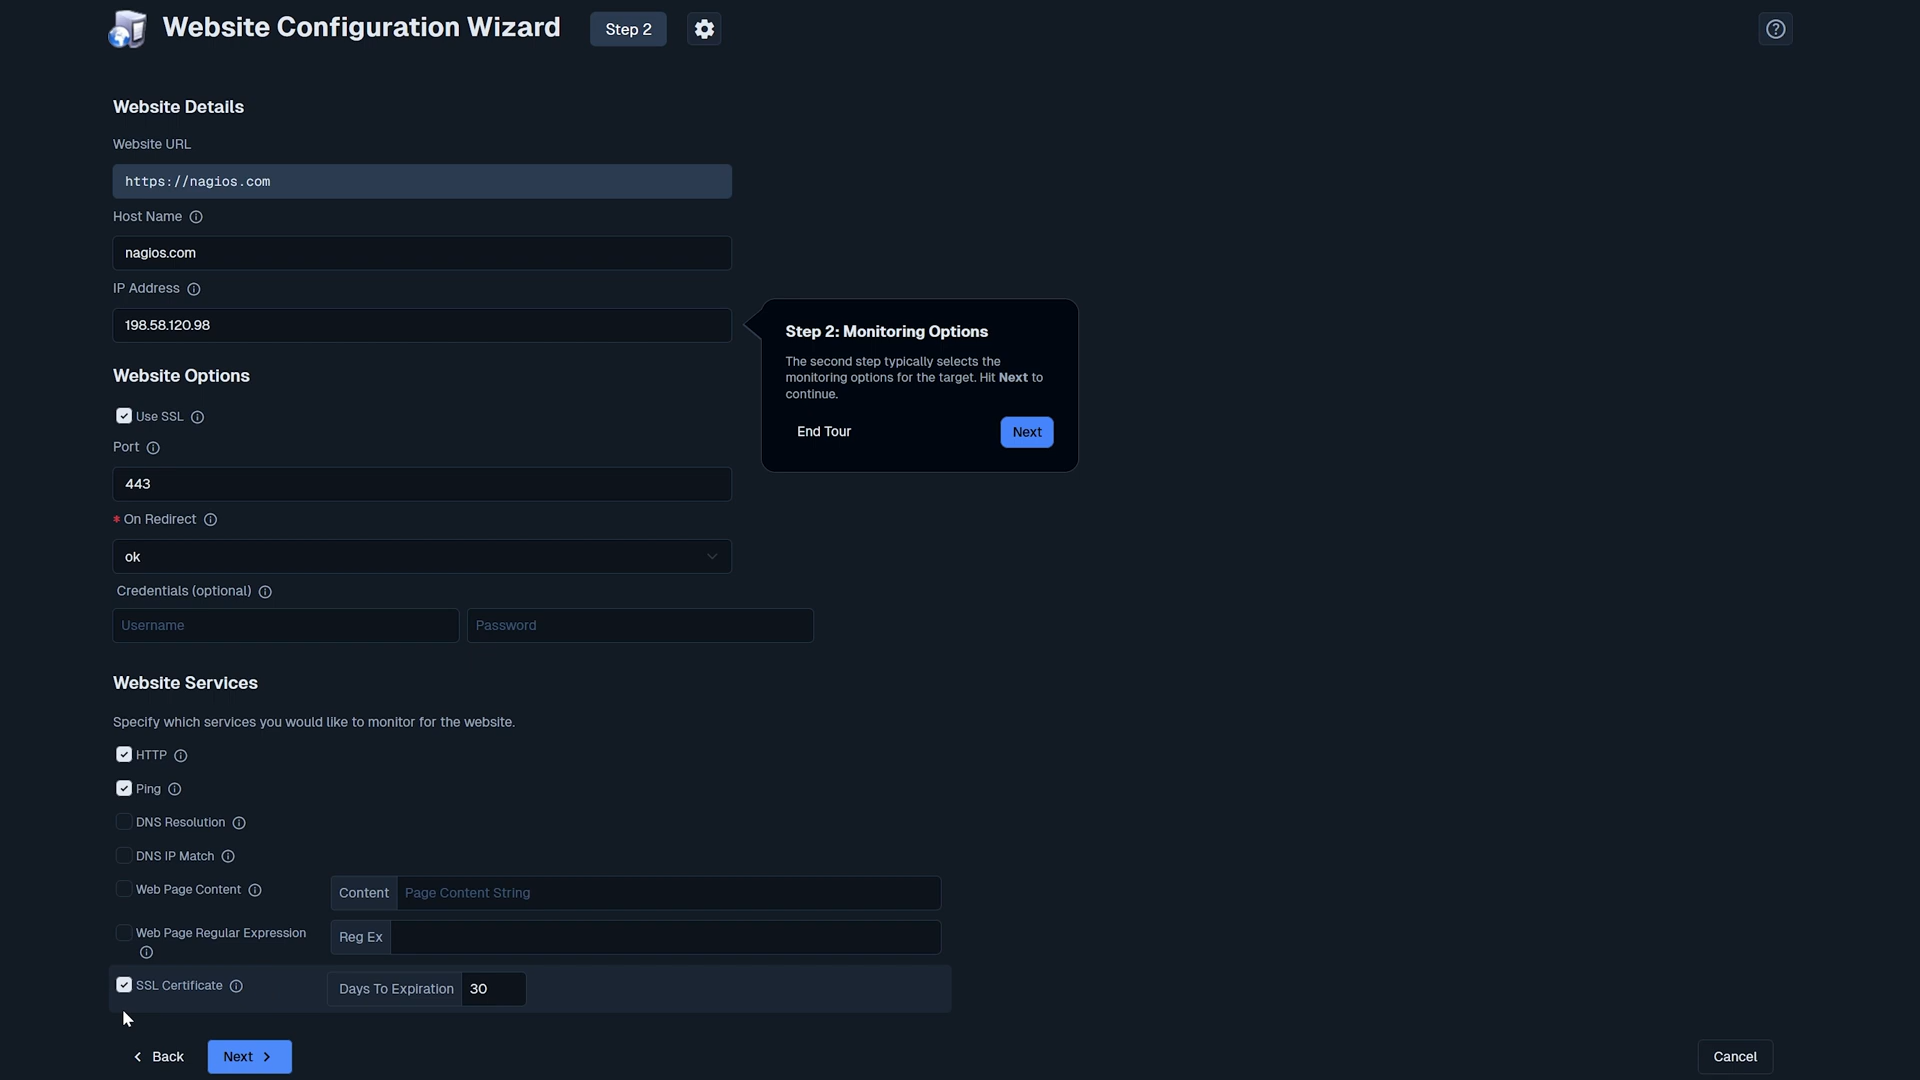 Website Configuration Wizard
Step 2
Website Details
Website URL
https://nagios.com
Host Name
nagios.com
IP Address
198.58.120.98
Step 2: Monitoring Options
The second step typically selects the
monitoring options for the target. Hit Next to
continue.
End Tour
Next
Website Options
Use SSL
Port
443
* On Redirect
ok
Credentials (optional)
Username
Password
Website Services
Specify which services you would like to monitor for the website.
HTTP
Ping
DNS Resolution
DNS IP Match
Web Page Content
Content
Page Content String
Web Page Regular Expression
Reg Ex
SSL Certificate
Days To Expiration
30
Back
Next
Cancel